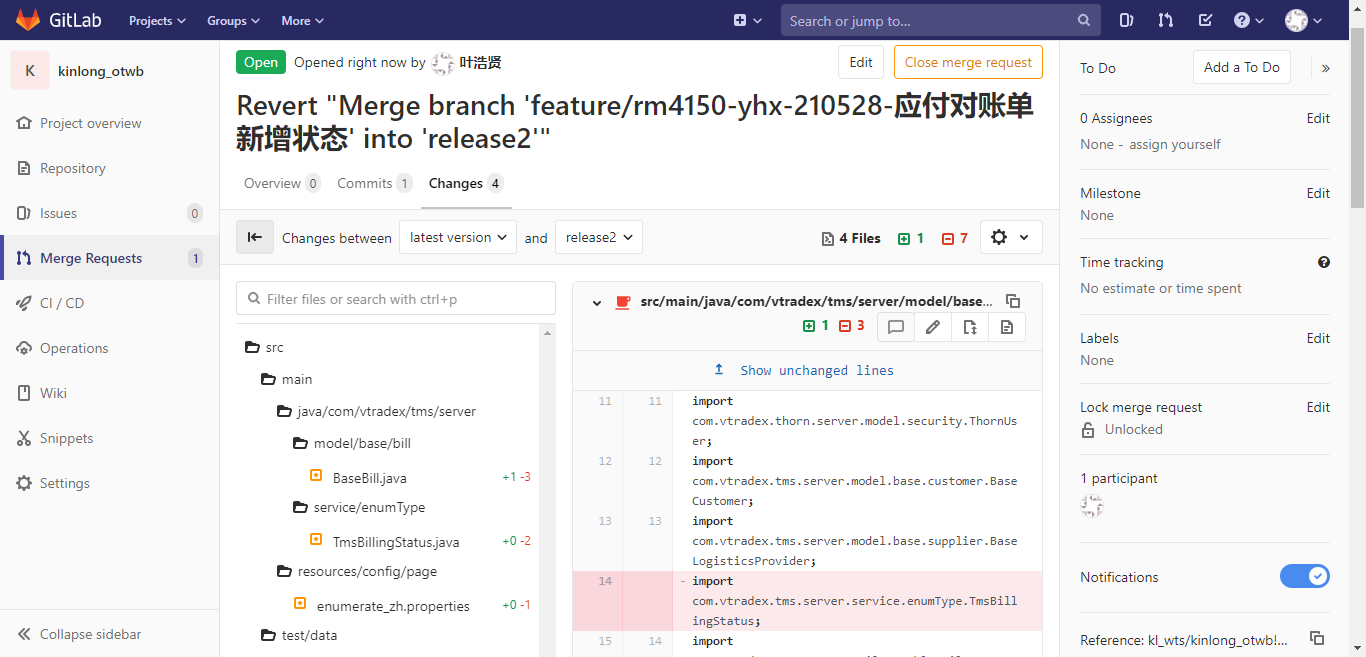 GitLab
Projects
Groups
More
Search or jump to...
K
kinlong_otwb
Project overview
Repository
Issues
0
Merge Requests
1
CI / CD
Operations
Wiki
Snippets
Settings
Collapse sidebar
Open Opened right now by 叶浩贤
Edit
Close merge request
Revert "Merge branch 'feature/rm4150-yhx-210528-应付对账单
新增状态' into 'release2'"
Overview 0
Commits 1
Changes 4
Changes between latest version and release2
4 Files 1 7
Filter files or search with ctrl+p
src
main
java/com/vtradex/tms/server
model/base/bill
BaseBill.java +1 -3
service/enumType
TmsBillingStatus.java +0 -2
resources/config/page
enumerate_zh.properties +0 -1
test/data
src/main/java/com/vtradex/tms/server/model/base...
1 3
Show unchanged lines
11 11 import
com.vtradex.thorn.server.model.security.ThornUs
er;
12 12 import
com.vtradex.tms.server.model.base.customer.Base
Customer;
13 13 import
com.vtradex.tms.server.model.base.supplier.Base
LogisticsProvider;
14 - import
com.vtradex.tms.server.service.enumType.TmsBill
ingStatus;
15 14 import
To Do
Add a To Do
0 Assignees Edit
None - assign yourself
Milestone Edit
None
Time tracking
No estimate or time spent
Labels Edit
None
Lock merge request Edit
Unlocked
1 participant
Notifications
Reference: kl_wts/kinlong_otwb!...